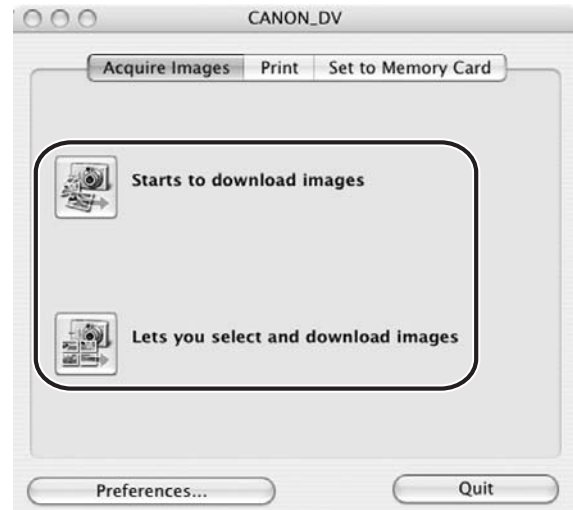 CANON_DV
Acquire Images Print Set to Memory Card
Starts to download images
Lets you select and download images
Preferences... Quit